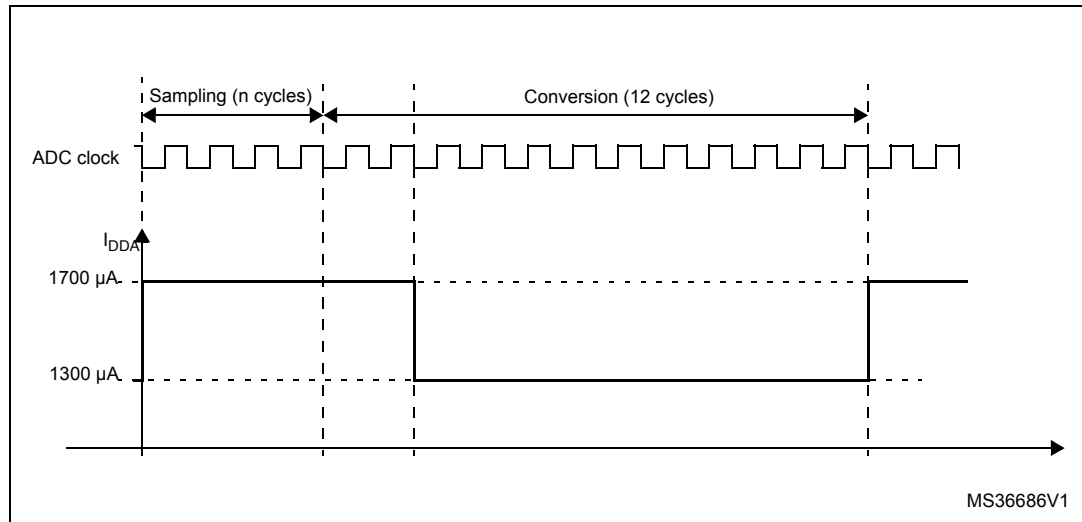 Sampling (n cycles)
Conversion (12 cycles)
ADC clock
IDDA
1700 µA
1300 µA
MS36686V1